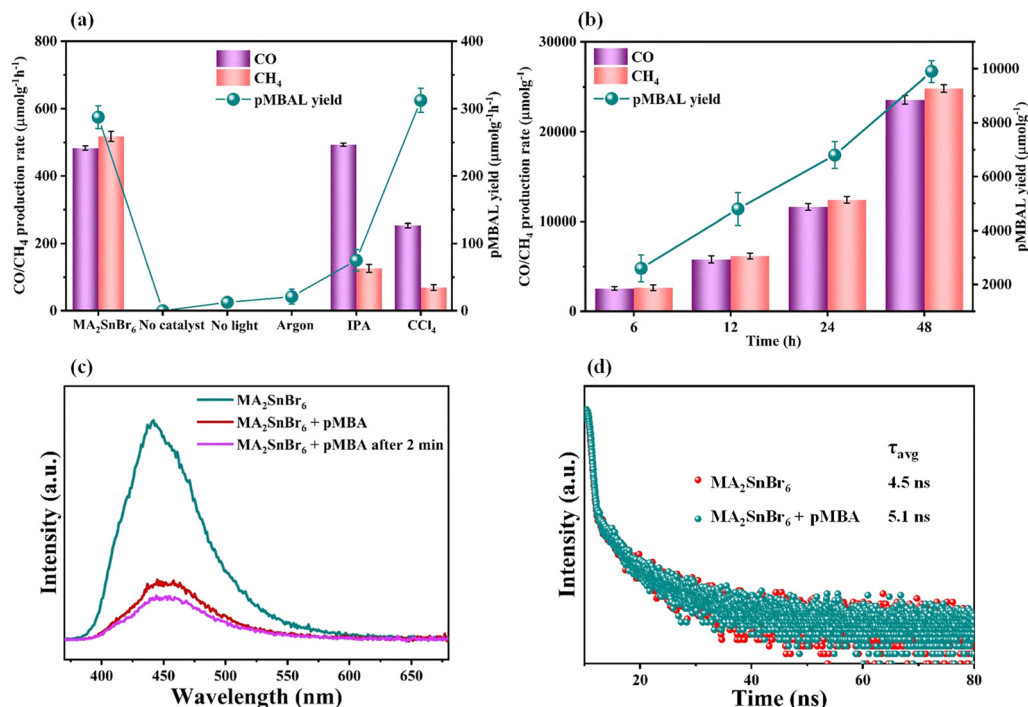 (a)
CO/CH₄ production rate (μmolg⁻¹h⁻¹)
800
600
400
200
0
CO
CH₄
pMBAL yield
400
300
200
100
0
pMBAL yield (μmolg⁻¹h⁻¹)
MA₂SnBr₆ No catalyst No light Argon IPA CCl₄
(b)
CO/CH₄ production rate (μmolg⁻¹)
30000
20000
10000
0
CO
CH₄
pMBAL yield
10000
8000
6000
4000
2000
pMBAL yield (μmolg⁻¹)
6 12 24 48
Time (h)
(c)
Intensity (a.u.)
MA₂SnBr₆
MA₂SnBr₆ + pMBA
MA₂SnBr₆ + pMBA after 2 min
400 450 500 550 600 650
Wavelength (nm)
(d)
Intensity (a.u.)
τavg
MA₂SnBr₆ 4.5 ns
MA₂SnBr₆ + pMBA 5.1 ns
20 40 60 80
Time (ns)